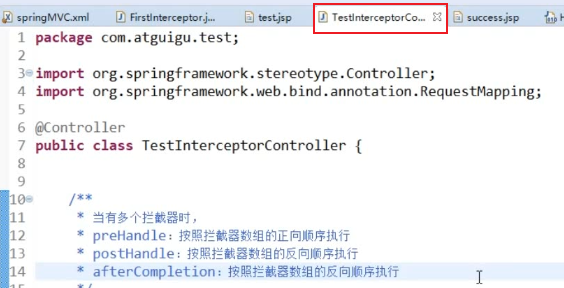 springMVC.xml FirstInterceptor.j... test.jsp TestInterceptorCo... success.jsp
1 package com.atguigu.test;
2
3 import org.springframework.stereotype.Controller;
4 import org.springframework.web.bind.annotation.RequestMapping;
5
6 @Controller
7 public class TestInterceptorController {
8
9
10 /**
11 * 当有多个拦截器时，
12 * preHandle：按照拦截器数组的正向顺序执行
13 * postHandle：按照拦截器数组的反向顺序执行
14 * afterCompletion：按照拦截器数组的反向顺序执行
15 */